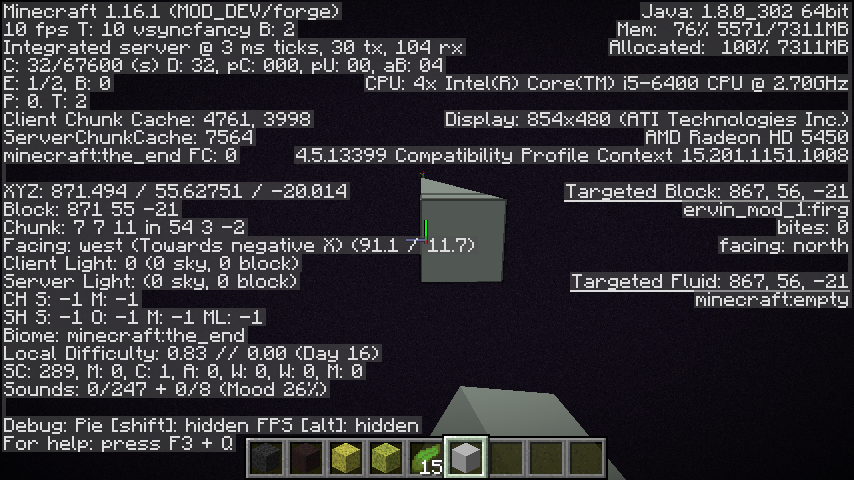 Minecraft 1.16.1 (MOD_DEV/forge)
10 fps T: 10 vsyncfancy B: 2
Integrated server @ 3 ms ticks, 30 tx, 104 rx
C: 32/67600 (s) D: 32, pC: 000, pU: 00, aB: 04
E: 1/2, B: 0
P: 0. T: 2
Client Chunk Cache: 4761, 3998
ServerChunkCache: 7564
minecraft:the_end FC: 0
XYZ: 871.494 / 55.62751 / -20.014
Block: 871 55 -21
Chunk: 7 7 11 in 54 3 -2
Facing: west (Towards negative X) (91.1 / 11.7)
Client Light: 0 (0 sky, 0 block)
Server Light: (0 sky, 0 block)
CH S: -1 M: -1
SH S: -1 O: -1 M: -1 ML: -1
Biome: minecraft:the_end
Local Difficulty: 0.83 // 0.00 (Day 16)
SC: 289, M: 0, C: 1, A: 0, W: 0, W: 0, M: 0
Sounds: 0/247 + 0/8 (Mood 26%)
Debug: Pie [shift]: hidden FPS [alt]: hidden
For help: press F3 + Q
Java: 1.8.0_302 64bit
Mem: 76% 5571/7311MB
Allocated: 100% 7311MB
CPU: 4x Intel(R) Core(TM) i5-6400 CPU @ 2.70GHz
Display: 854x480 (ATI Technologies Inc.)
AMD Radeon HD 5450
4.5.13399 Compatibility Profile Context 15.201.1151.1008
Targeted Block: 867, 56, -21
ervin_mod_1:firg
bites: 0
facing: north
Targeted Fluid: 867, 56, -21
minecraft:empty
15